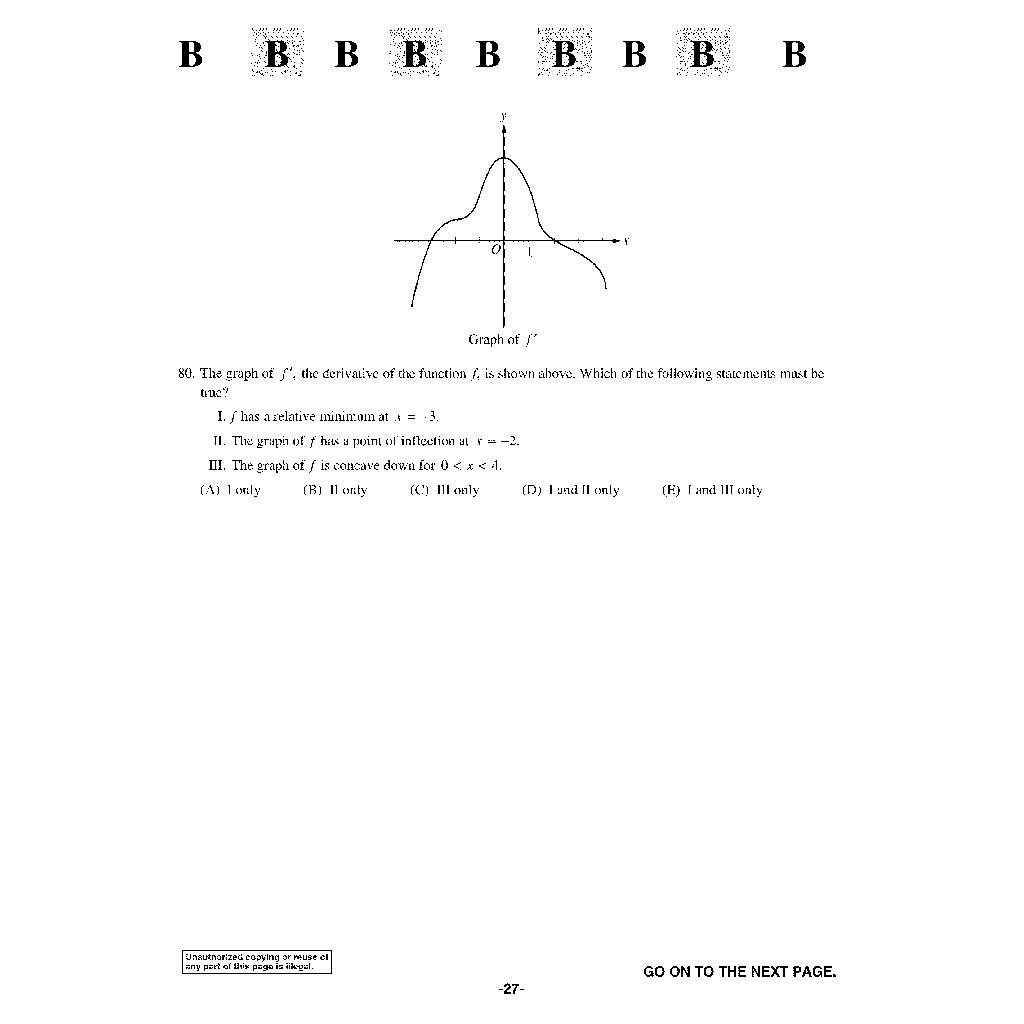 B B B B B B B B B
y
O
1
x
Graph of f′
80. The graph of f′, the derivative of the function f, is shown above. Which of the following statements must be
true?
I. f has a relative minimum at x = −3.
II. The graph of f has a point of inflection at x = −2.
III. The graph of f is concave down for 0 < x < 4.
(A) I only (B) II only (C) III only (D) I and II only (E) I and III only
Unauthorized copying or reuse of
any part of this page is illegal.
GO ON TO THE NEXT PAGE.
-27-